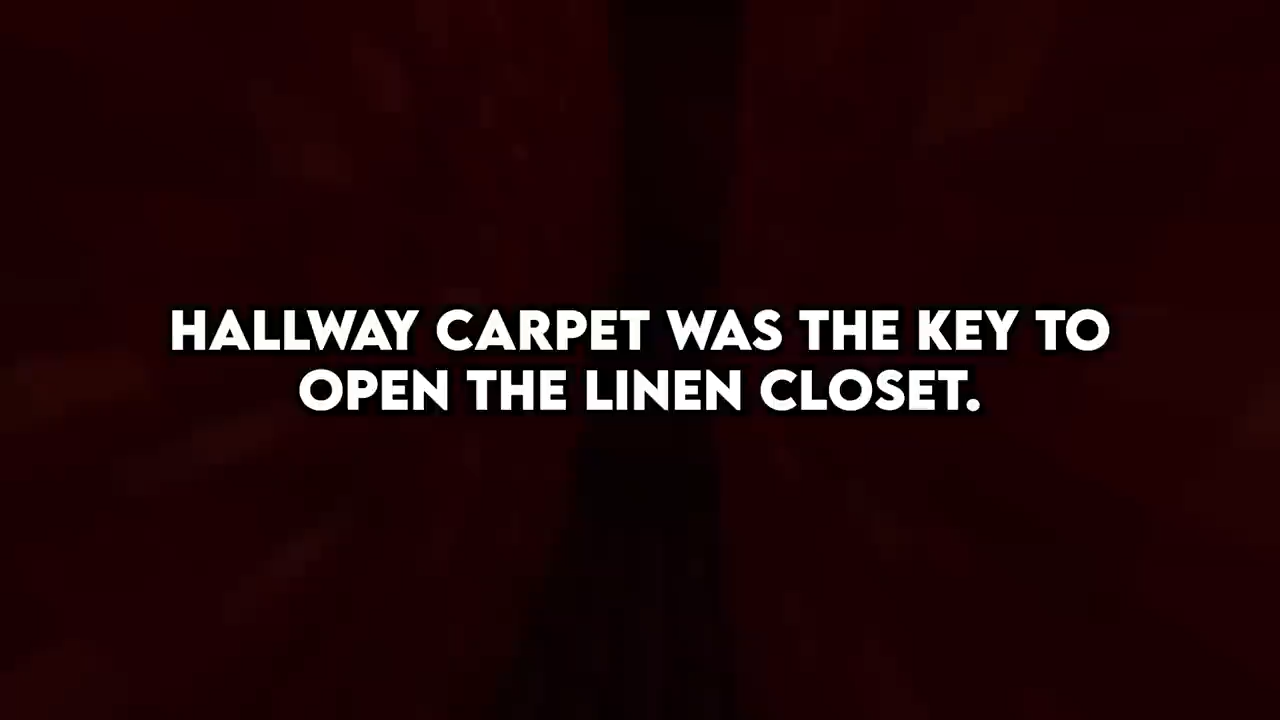 HALLWAY CARPET WAS THE KEY TO
OPEN THE LINEN CLOSET.